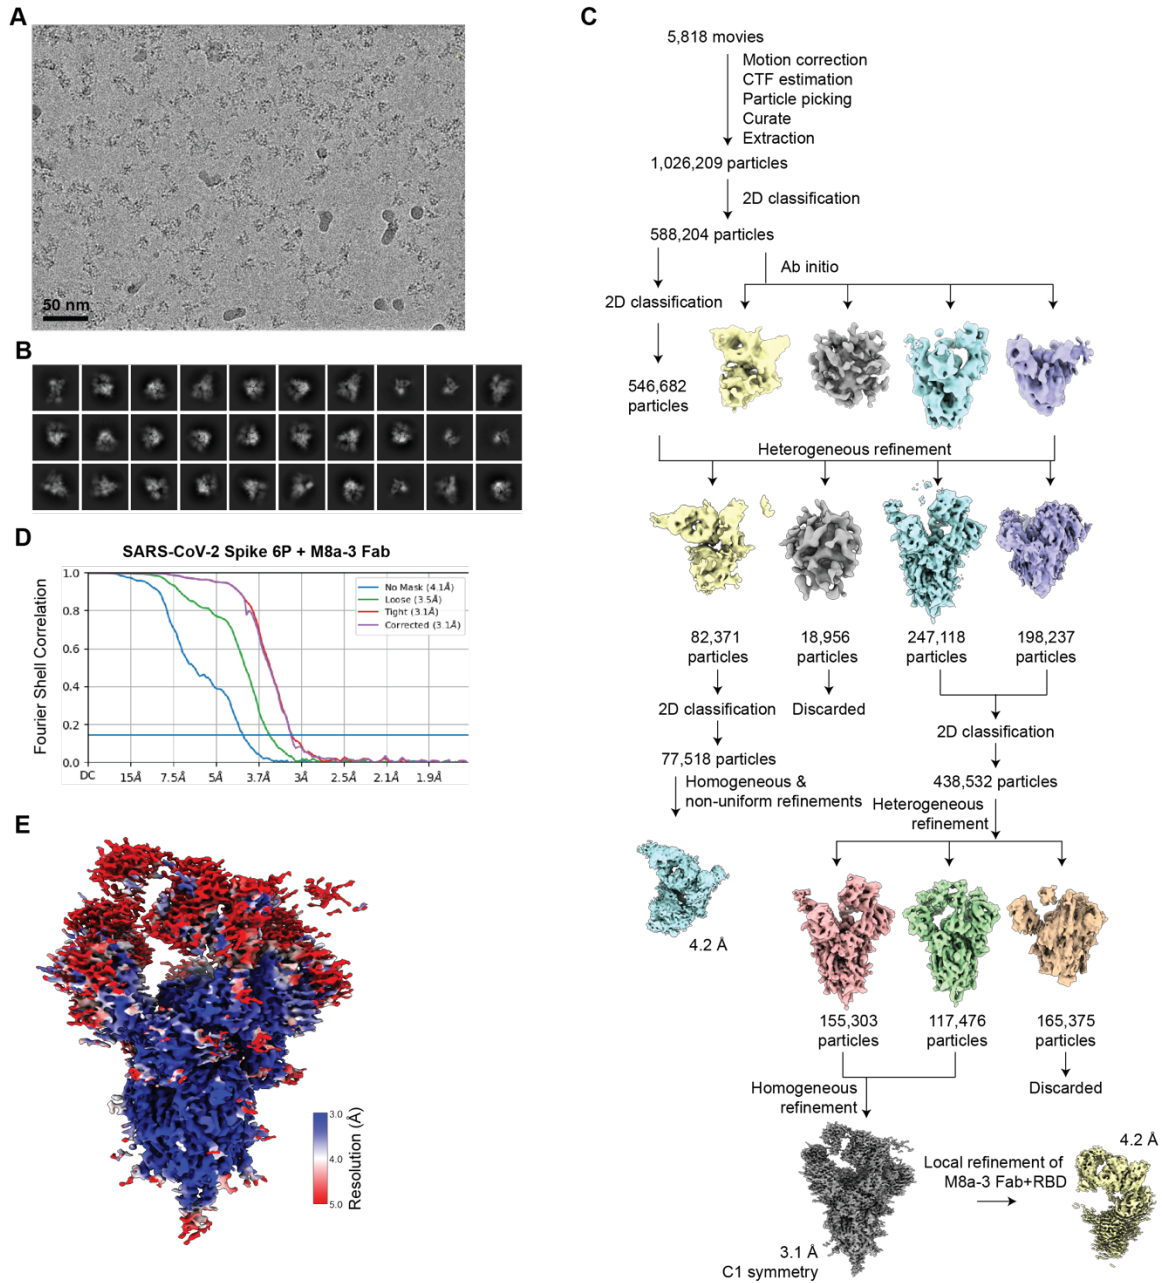 A
50 nm
B
D
SARS-CoV-2 Spike 6P + M8a-3 Fab
Fourier Shell Correlation
1.0
0.8
0.6
0.4
0.2
0.0
No Mask (4.1Å)
Loose (3.5Å)
Tight (3.1Å)
Corrected (3.1Å)
DC 15Å 7.5Å 5Å 3.7Å 3Å 2.5Å 2.1Å 1.9Å
E
3.0
4.0
5.0
Resolution (Å)
C
5,818 movies
Motion correction
CTF estimation
Particle picking
Curate
Extraction
1,026,209 particles
2D classification
588,204 particles
Ab initio
2D classification
546,682
particles
Heterogeneous refinement
82,371
particles
18,956
particles
247,118
particles
198,237
particles
2D classification
Discarded
2D classification
77,518 particles
438,532 particles
Homogeneous &
non-uniform refinements
Heterogeneous
refinement
4.2 Å
155,303
particles
117,476
particles
165,375
particles
Discarded
Homogeneous
refinement
Local refinement of
M8a-3 Fab+RBD
4.2 Å
3.1 Å
C1 symmetry